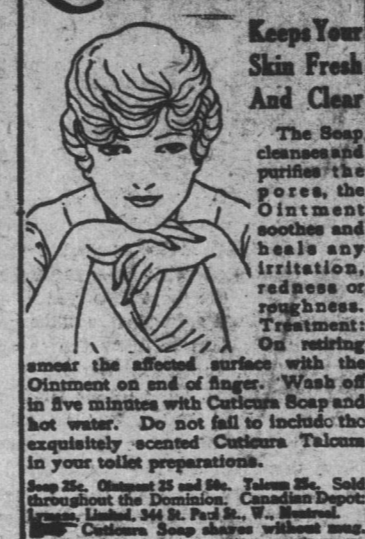 Keeps Your
Skin Fresh
And Clear
The Soap
cleanses and
purifies the
pores, the
Ointment
soothes and
heals any
irritation,
redness or
roughness.
Treatment:
On retiring
smear the affected surface with the
Ointment on end of finger. Wash off
in five minutes with Cuticura Soap and
hot water. Do not fail to include the
exquisitely scented Cuticura Talcum
in your toilet preparations.
Soap 25c. Ointment 25 and 50c. Talcum 25c. Sold
throughout the Dominion. Canadian Depot:
Limited, 344 St. Paul St., W., Montreal.
Cuticura Soap shaves without mug.